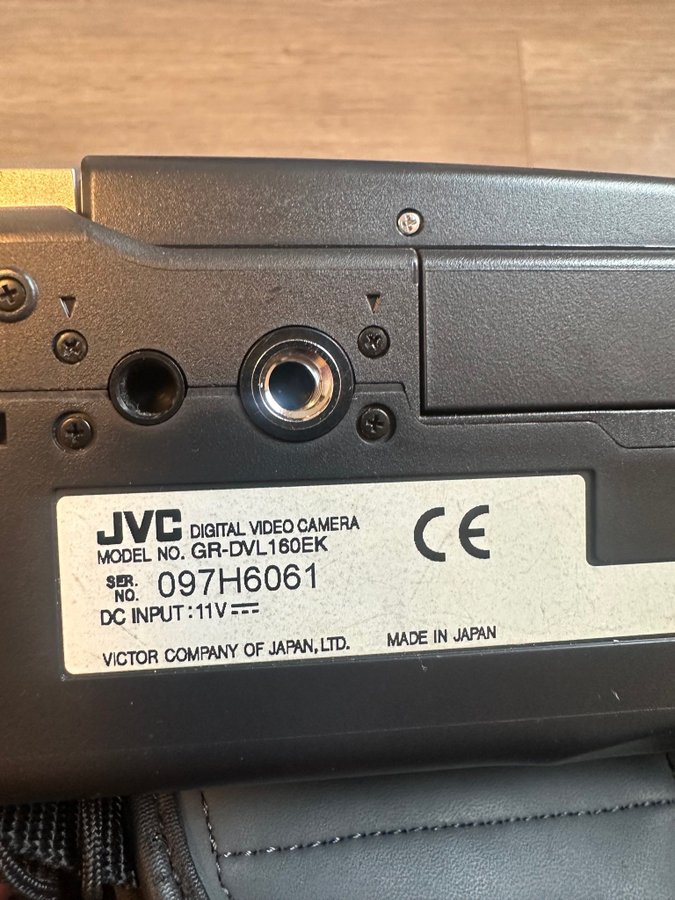 JVC DIGITAL VIDEO CAMERA
MODEL NO. GR-DVL160EK
SER. NO. 097H6061
DC INPUT : 11V
VICTOR COMPANY OF JAPAN, LTD. MADE IN JAPAN
CE